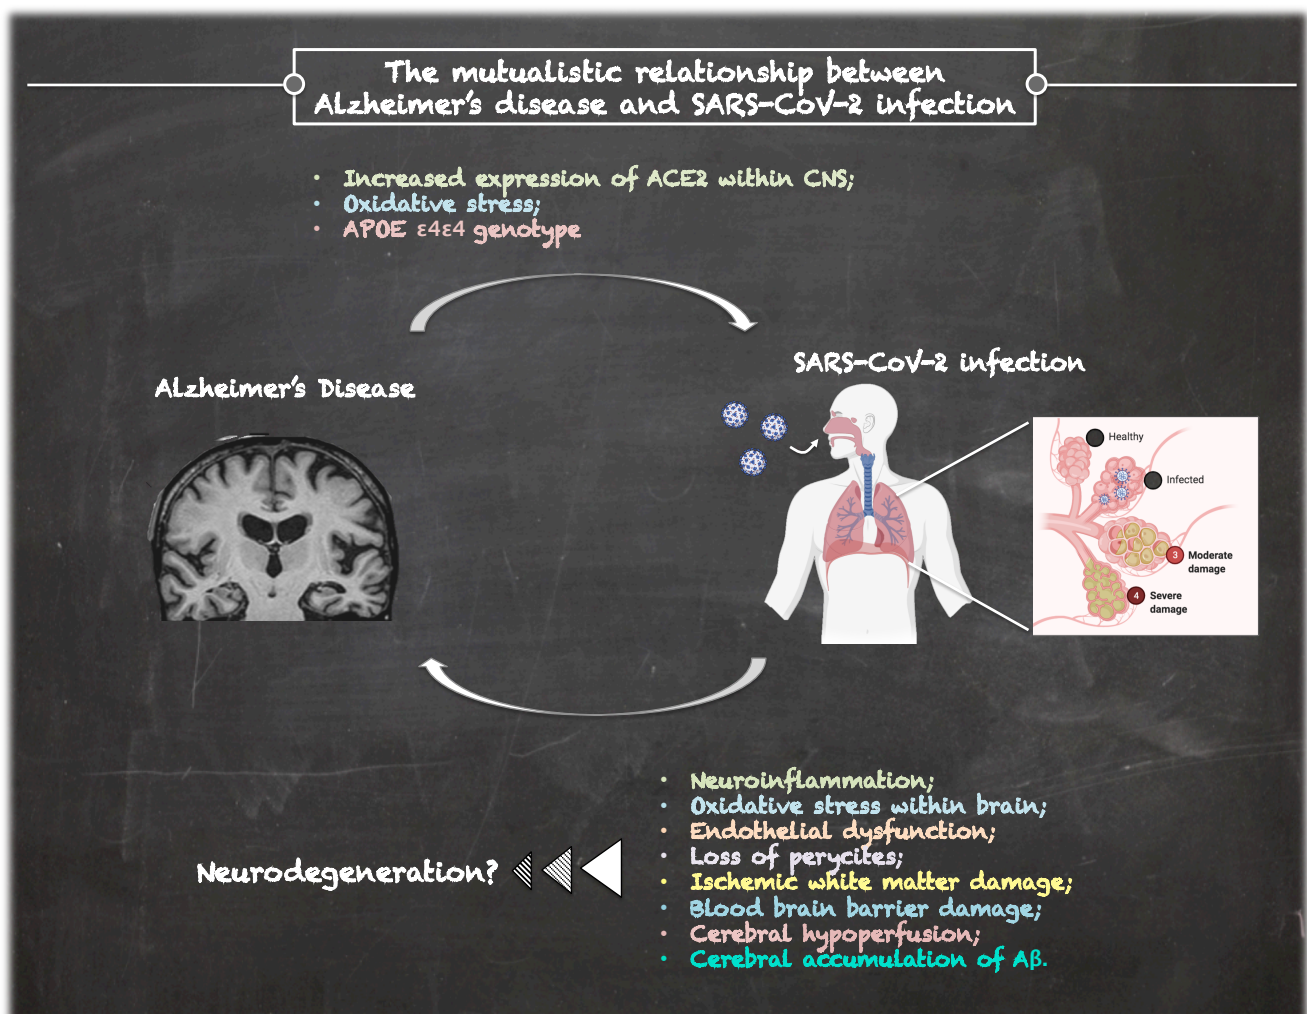 The mutualistic relationship between
Alzheimer's disease and SARS-CoV-2 infection
• Increased expression of ACE2 within CNS;
• Oxidative stress;
• APOE ε4ε4 genotype
Alzheimer's Disease
SARS-CoV-2 infection
Healthy
Infected
3 Moderate
damage
4 Severe
damage
Neurodegeneration?
• Neuroinflammation;
• Oxidative stress within brain;
• Endothelial dysfunction;
• Loss of perycites;
• Ischemic white matter damage;
• Blood brain barrier damage;
• Cerebral hypoperfusion;
• Cerebral accumulation of Aβ.